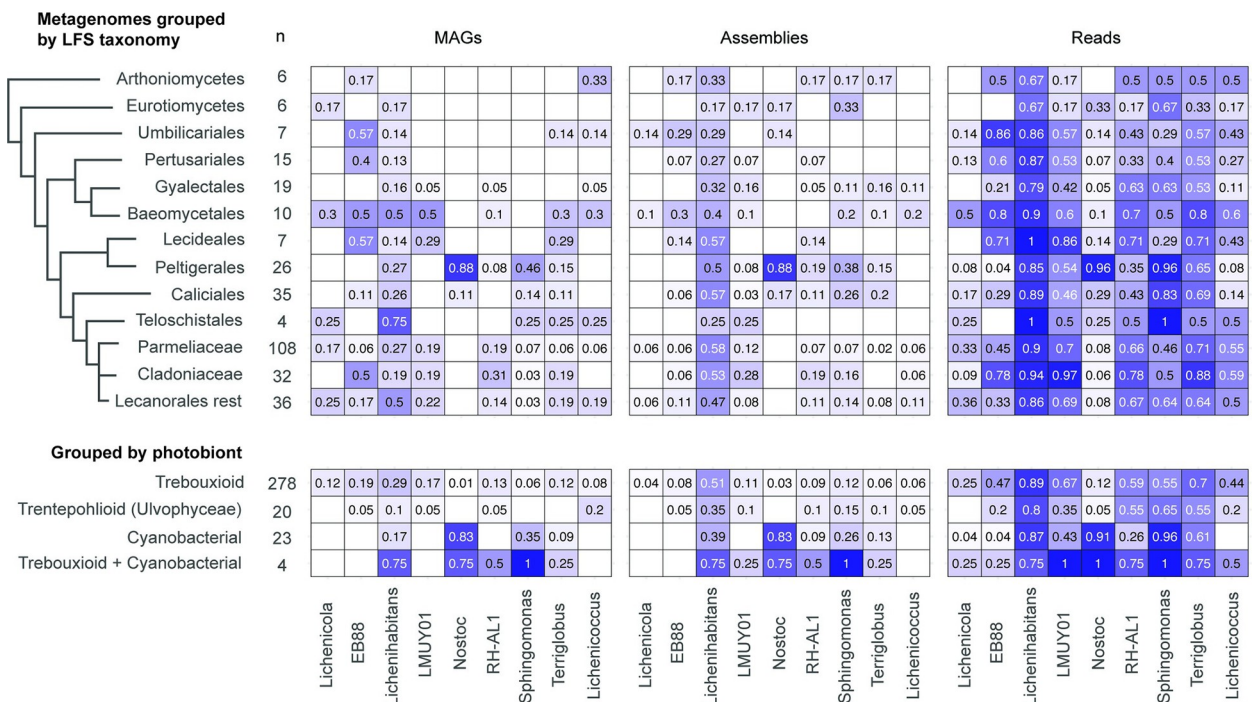 Metagenomes grouped
by LFS taxonomy n MAGs Assemblies Reads
Arthoniomycetes 6 0.17 0.33 0.17 0.33 0.17 0.17 0.17 0.5 0.67 0.17 0.5 0.5 0.5 0.5
Eurotiomycetes 6 0.17 0.17 0.17 0.17 0.17 0.33 0.67 0.17 0.33 0.17 0.67 0.33 0.17
Umbilicariales 7 0.57 0.14 0.14 0.14 0.14 0.29 0.29 0.14 0.14 0.86 0.86 0.57 0.14 0.43 0.29 0.57 0.43
Pertusariales 15 0.4 0.13 0.07 0.27 0.07 0.07 0.13 0.6 0.87 0.53 0.07 0.33 0.4 0.53 0.27
Gyalectales 19 0.16 0.05 0.05 0.05 0.32 0.16 0.05 0.11 0.16 0.11 0.21 0.79 0.42 0.05 0.63 0.63 0.53 0.11
Baeomycetales 10 0.3 0.5 0.5 0.5 0.1 0.3 0.3 0.1 0.3 0.4 0.1 0.2 0.1 0.2 0.5 0.8 0.9 0.6 0.1 0.7 0.5 0.8 0.6
Lecideales 7 0.57 0.14 0.29 0.29 0.14 0.57 0.14 0.71 1 0.86 0.14 0.71 0.29 0.71 0.43
Peltigerales 26 0.27 0.88 0.08 0.46 0.15 0.5 0.08 0.88 0.19 0.38 0.15 0.08 0.04 0.85 0.54 0.96 0.35 0.96 0.65 0.08
Caliciales 35 0.11 0.26 0.11 0.14 0.11 0.06 0.57 0.03 0.17 0.11 0.26 0.2 0.17 0.29 0.89 0.46 0.29 0.43 0.83 0.69 0.14
Teloschistales 4 0.25 0.75 0.25 0.25 0.25 0.25 0.25 0.25 1 0.5 0.25 0.5 1 0.5 0.5
Parmeliaceae 108 0.17 0.06 0.27 0.19 0.19 0.07 0.06 0.06 0.06 0.06 0.58 0.12 0.07 0.07 0.02 0.06 0.33 0.45 0.9 0.7 0.08 0.66 0.46 0.71 0.55
Cladoniaceae 32 0.5 0.19 0.19 0.31 0.03 0.19 0.06 0.53 0.28 0.19 0.03 0.06 0.09 0.78 0.94 0.97 0.06 0.78 0.5 0.88 0.59
Lecanorales rest 36 0.25 0.17 0.5 0.22 0.14 0.03 0.19 0.19 0.06 0.11 0.47 0.08 0.11 0.14 0.08 0.11 0.36 0.33 0.86 0.69 0.08 0.67 0.64 0.64 0.5
Grouped by photobiont
Trebouxioid 278 0.12 0.19 0.29 0.17 0.01 0.13 0.06 0.12 0.08 0.04 0.08 0.51 0.11 0.03 0.09 0.12 0.06 0.06 0.25 0.47 0.89 0.67 0.12 0.59 0.55 0.7 0.44
Trentepohlioid (Ulvophyceae) 20 0.05 0.1 0.05 0.05 0.2 0.05 0.35 0.1 0.1 0.15 0.1 0.05 0.2 0.8 0.35 0.05 0.55 0.65 0.55 0.2
Cyanobacterial 23 0.17 0.83 0.35 0.09 0.39 0.83 0.09 0.26 0.13 0.04 0.04 0.87 0.43 0.91 0.26 0.96 0.61
Trebouxioid + Cyanobacterial 4 0.75 0.75 0.5 1 0.25 0.75 0.25 0.75 0.5 1 0.25 0.25 0.25 0.75 1 1 0.75 1 0.75 0.5
Lichenicola EB88 Lichenihabitans LMUY01 Nostoc RH-AL1 Sphingomonas Terriglobus Lichenicoccus Lichenicola EB88 Lichenihabitans LMUY01 Nostoc RH-AL1 Sphingomonas Terriglobus Lichenicoccus Lichenicola EB88 Lichenihabitans LMUY01 Nostoc RH-AL1 Sphingomonas Terriglobus Lichenicoccus